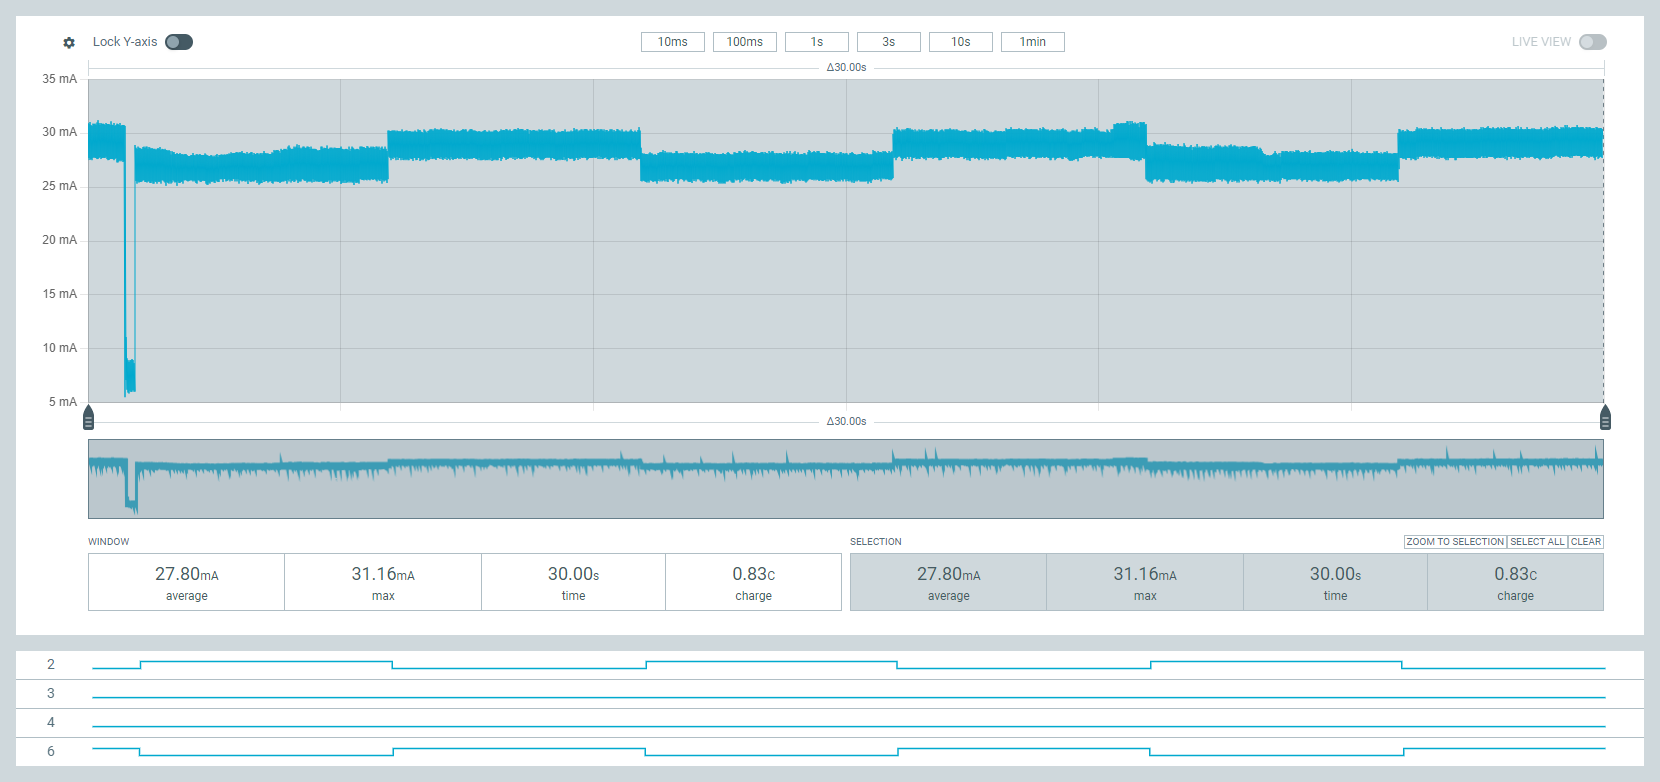 Lock Y-axis 10ms 100ms 1s 3s 10s 1min LIVE VIEW
Δ30.00s
35 mA
30 mA
25 mA
20 mA
15 mA
10 mA
5 mA
Δ30.00s
WINDOW SELECTION ZOOM TO SELECTION SELECT ALL CLEAR
27.80mA 31.16mA 30.00s 0.83C 27.80mA 31.16mA 30.00s 0.83C
average max time charge average max time charge
2
3
4
6